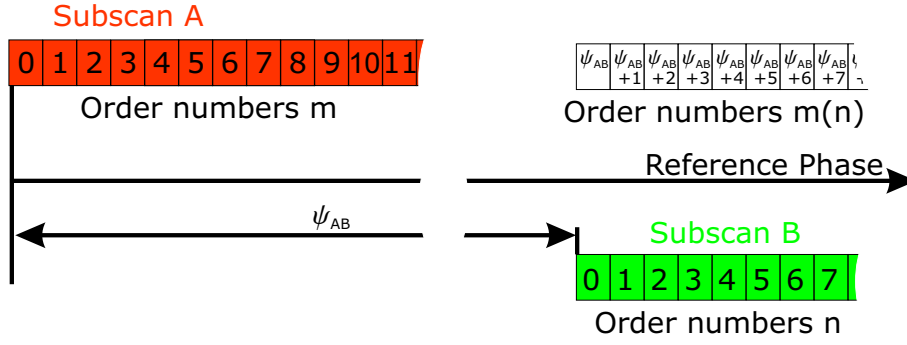 Subscan A
0 1 2 3 4 5 6 7 8 9 10 11
Order numbers m
ψAB ψAB ψAB ψAB ψAB ψAB ψAB ψAB
+1 +2 +3 +4 +5 +6 +7
Order numbers m(n)
Reference Phase
ψAB
Subscan B
0 1 2 3 4 5 6 7
Order numbers n